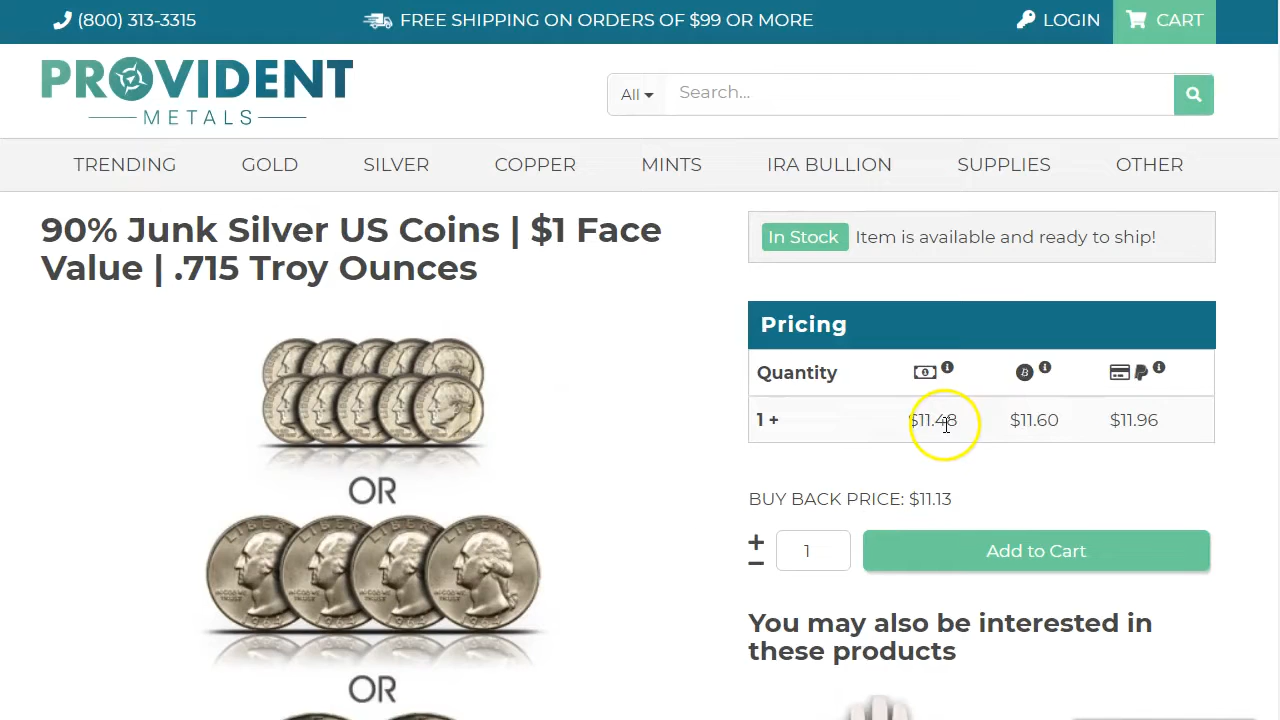 (800) 313-3315
FREE SHIPPING ON ORDERS OF $99 OR MORE
LOGIN
CART
PROVIDENT
METALS
All
Search...
TRENDING
GOLD
SILVER
COPPER
MINTS
IRA BULLION
SUPPLIES
OTHER
90% Junk Silver US Coins | $1 Face
Value | .715 Troy Ounces
OR
OR
In Stock
Item is available and ready to ship!
Pricing
Quantity
1 +
$11.48
$11.60
$11.96
BUY BACK PRICE: $11.13
1
Add to Cart
You may also be interested in
these products